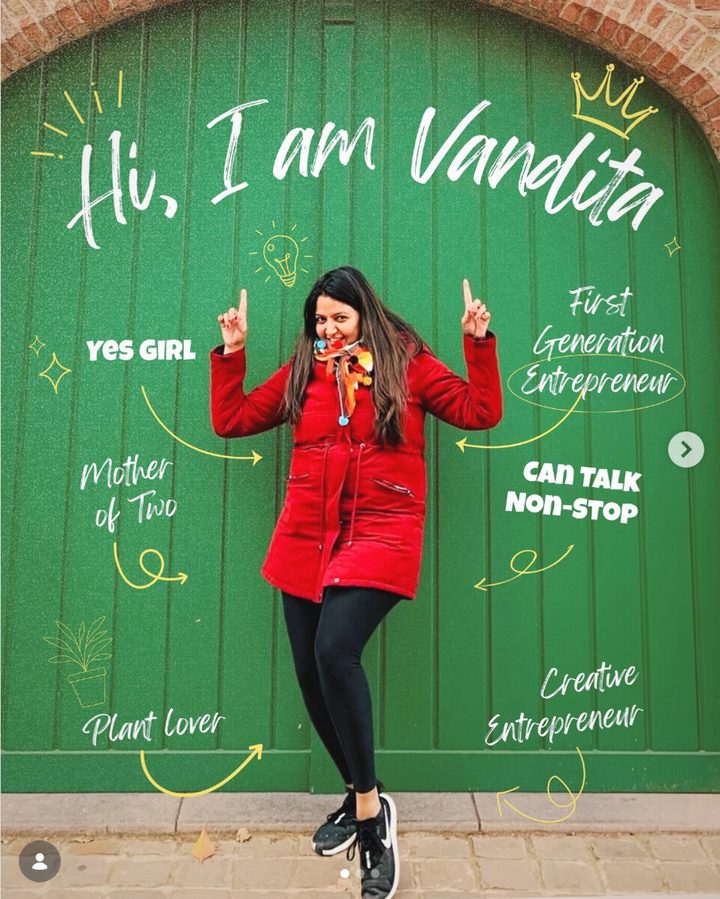 Hi, I am Vandita
Yes Girl
First
Generation
Entrepreneur
Mother
of Two
Can Talk
Non-Stop
Plant Lover
Creative
Entrepreneur